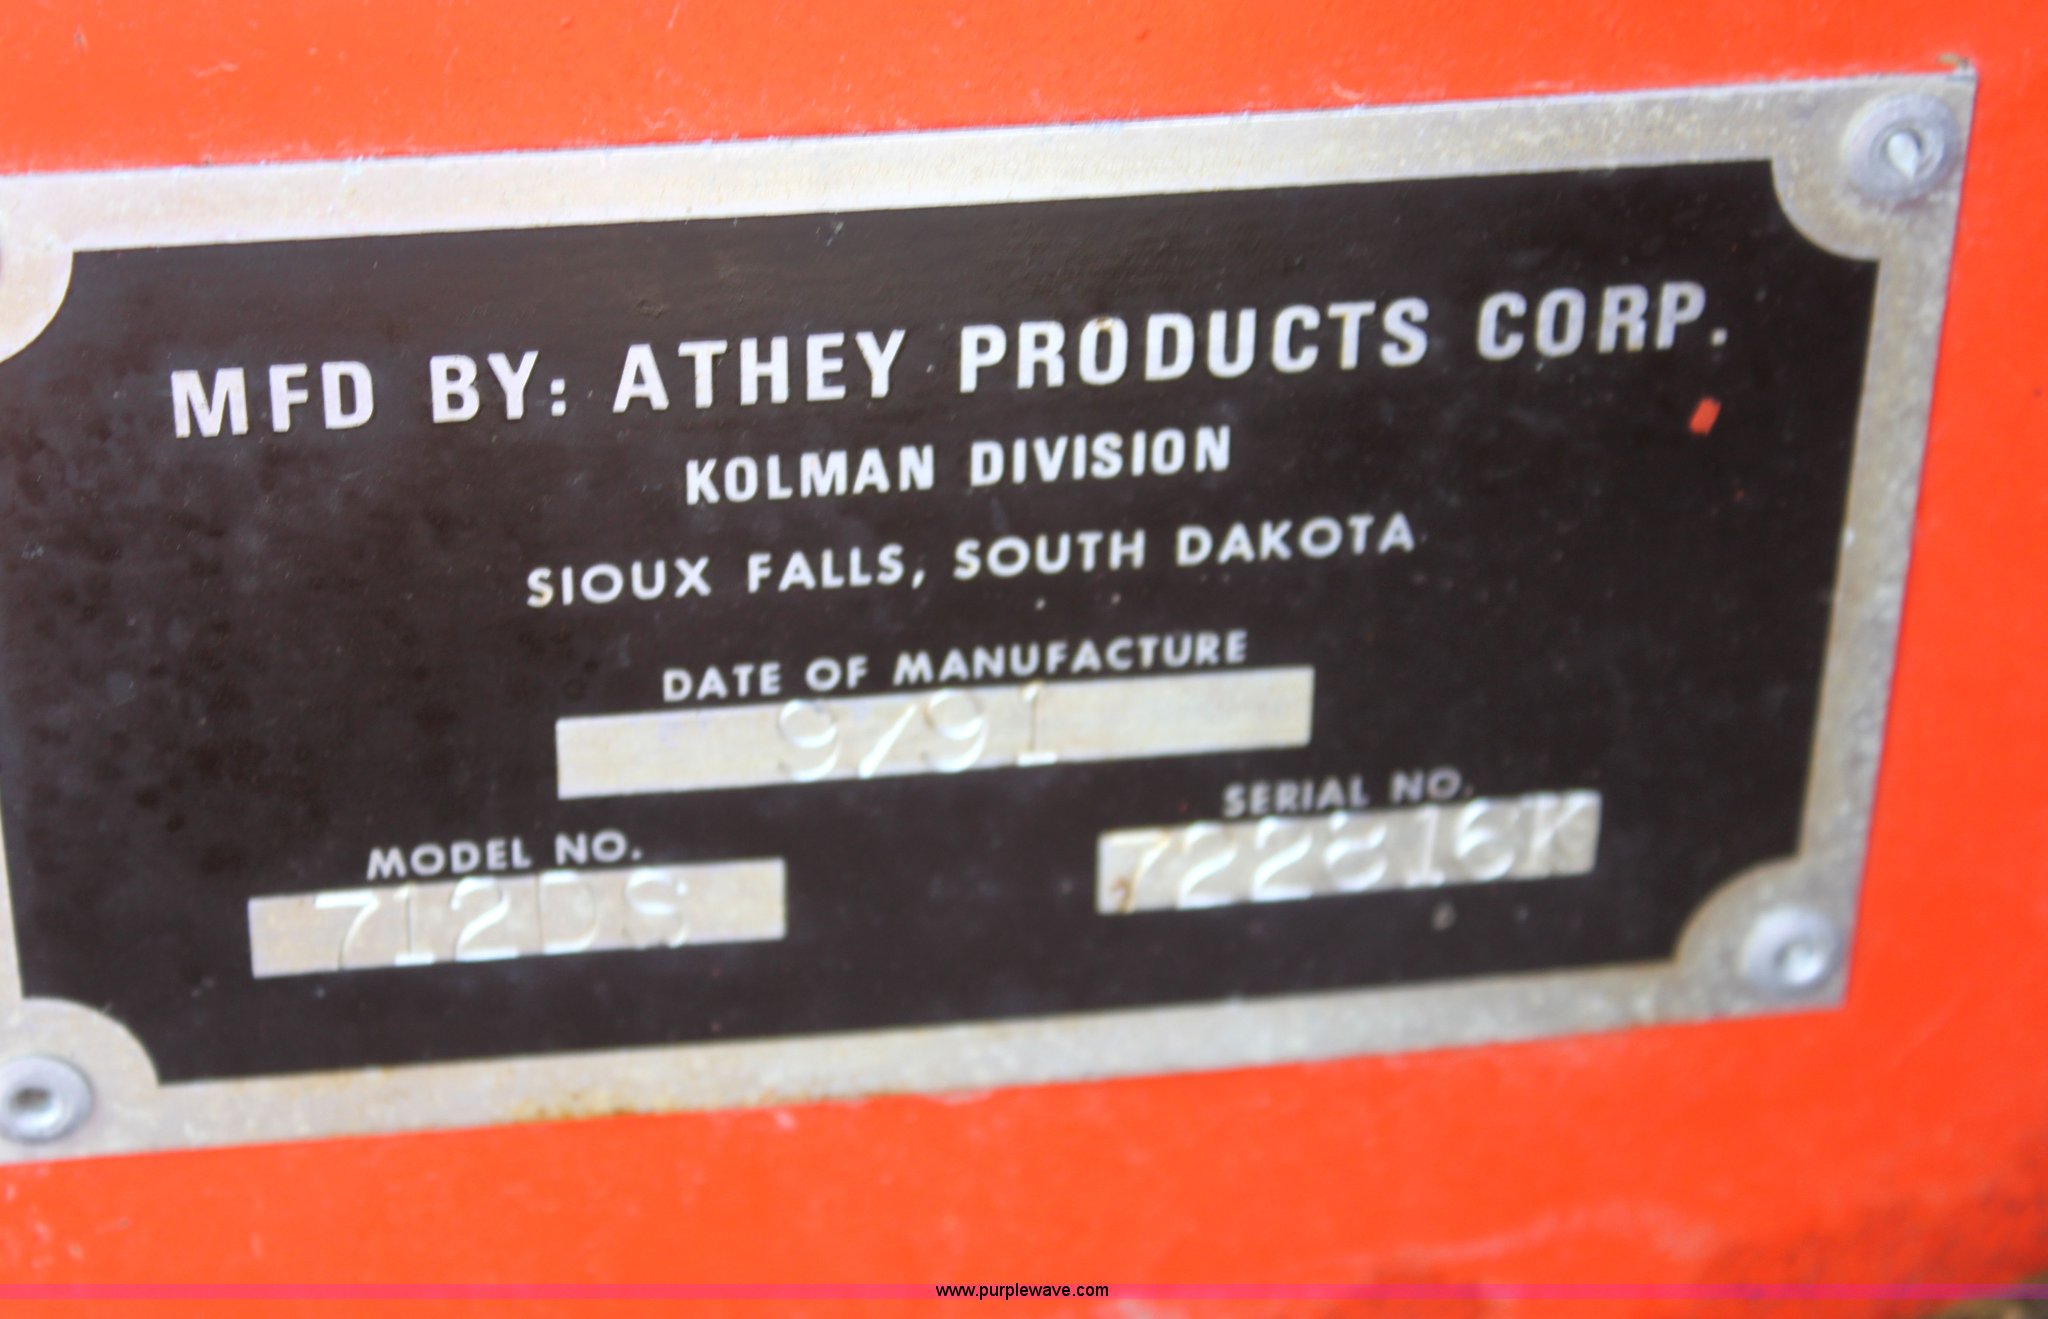 MFD BY: ATHEY PRODUCTS CORP.
KOLMAN DIVISION
SIOUX FALLS, SOUTH DAKOTA
DATE OF MANUFACTURE
9/91
MODEL NO.
712DS
SERIAL NO.
722816K
www.purplewave.com